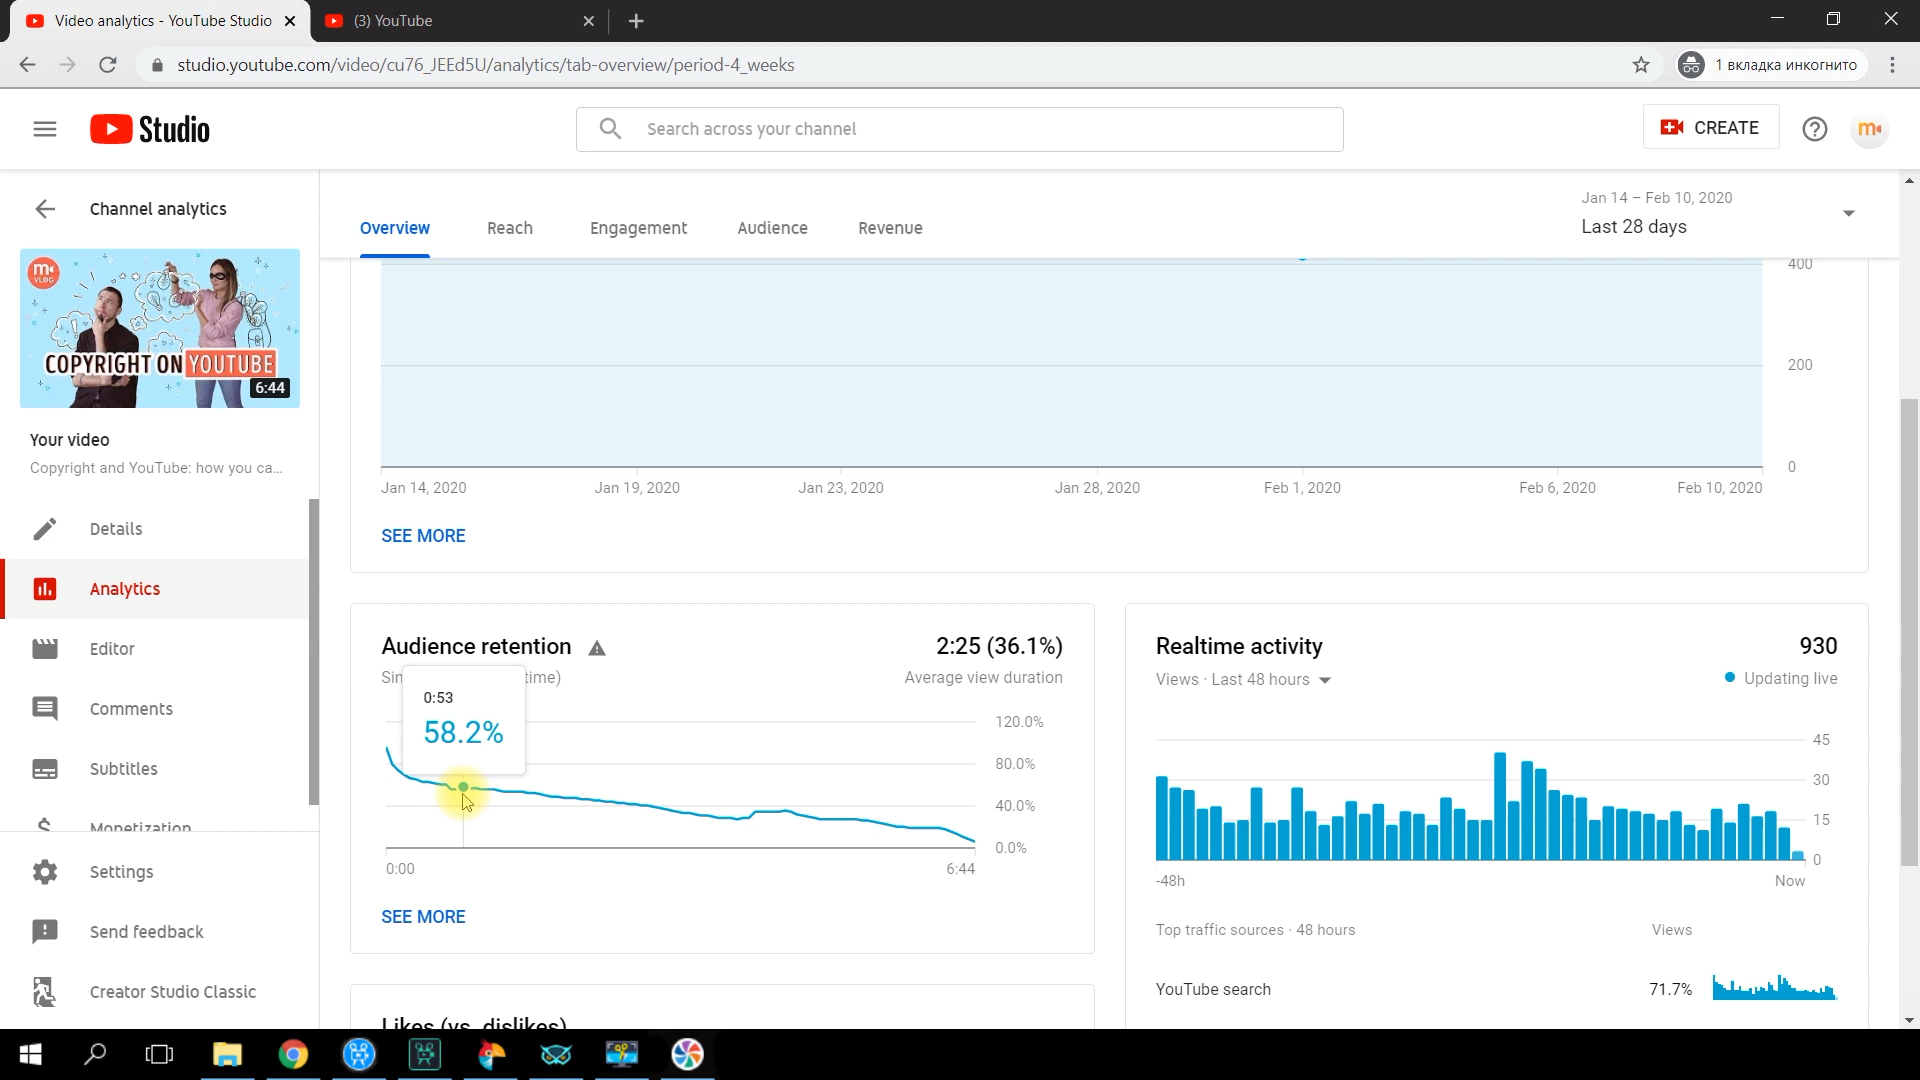 Video analytics - YouTube Studio
(3) YouTube
studio.youtube.com/video/cu76_JEEd5U/analytics/tab-overview/period-4_weeks
1 вкладка инкогнито
Studio
Search across your channel
CREATE
m
Channel analytics
Overview
Reach
Engagement
Audience
Revenue
Jan 14 – Feb 10, 2020
Last 28 days
m
VLOG
COPYRIGHT ON YOUTUBE
6:44
Your video
Copyright and YouTube: how you ca...
Details
Analytics
Editor
Comments
Subtitles
Monetization
Settings
Send feedback
Creator Studio Classic
400
200
0
Jan 14, 2020
Jan 19, 2020
Jan 23, 2020
Jan 28, 2020
Feb 1, 2020
Feb 6, 2020
Feb 10, 2020
SEE MORE
Audience retention
2:25 (36.1%)
Sin
time)
Average view duration
0:53
58.2%
120.0%
80.0%
40.0%
0.0%
0:00
6:44
SEE MORE
Likes (vs. dislikes)
Realtime activity
930
Views · Last 48 hours
Updating live
45
30
15
0
-48h
Now
Top traffic sources · 48 hours
Views
YouTube search
71.7%